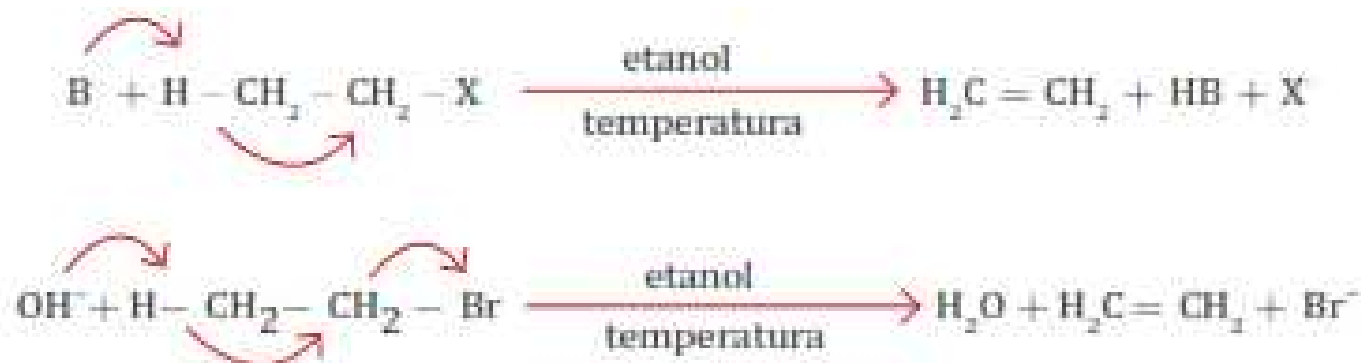 etanol
B + H – CH₂ – CH₂ – X → H₂C = CH₂ + HB + X
temperatura
etanol
OH⁻ + H – CH₂ – CH₂ – Br → H₂O + H₂C = CH₂ + Br⁻
temperatura